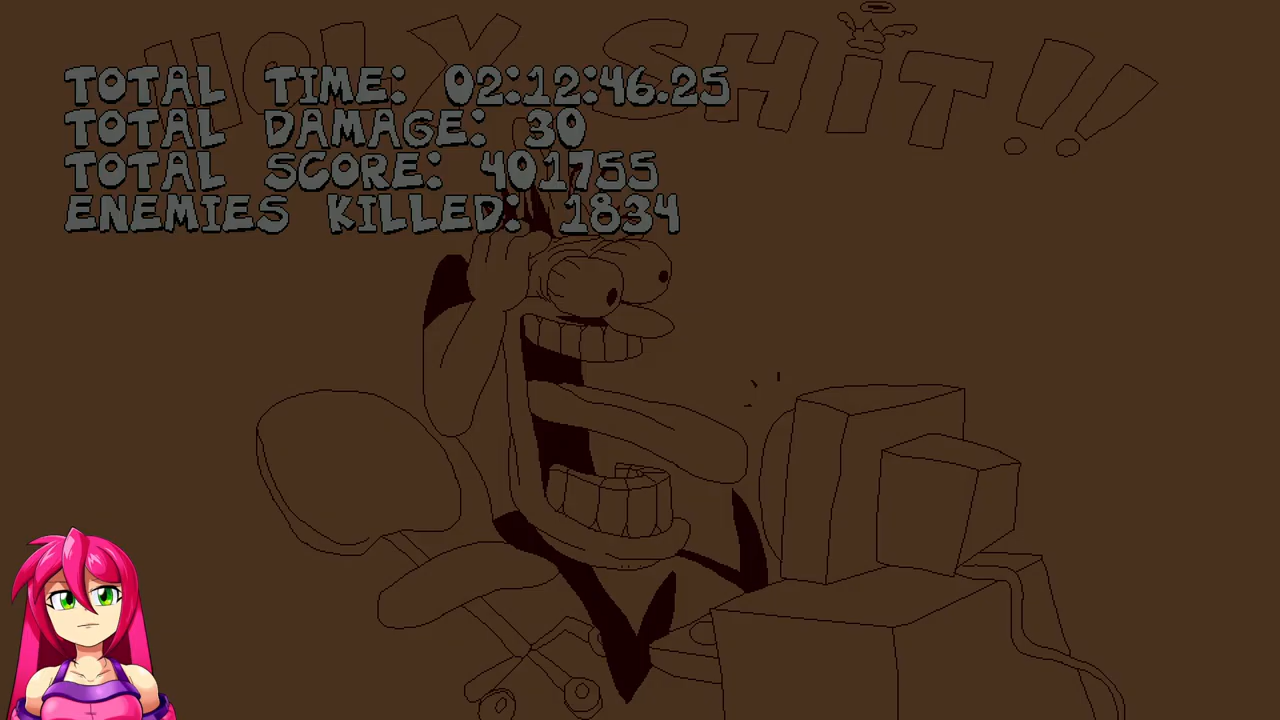 HOLY SHiT!!
TOTAL TIME: 02:12:46.25
TOTAL DAMAGE: 30
TOTAL SCORE: 401755
ENEMIES KILLED: 1834